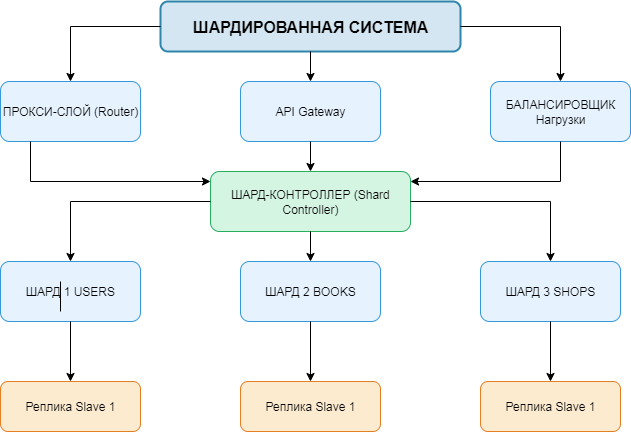 ШАРДИРОВАННАЯ СИСТЕМА
ПРОКСИ-СЛОЙ (Router)
API Gateway
БАЛАНСИРОВЩИК
Нагрузки
ШАРД-КОНТРОЛЛЕР (Shard
Controller)
ШАРД 1 USERS
ШАРД 2 BOOKS
ШАРД 3 SHOPS
Реплика Slave 1
Реплика Slave 1
Реплика Slave 1